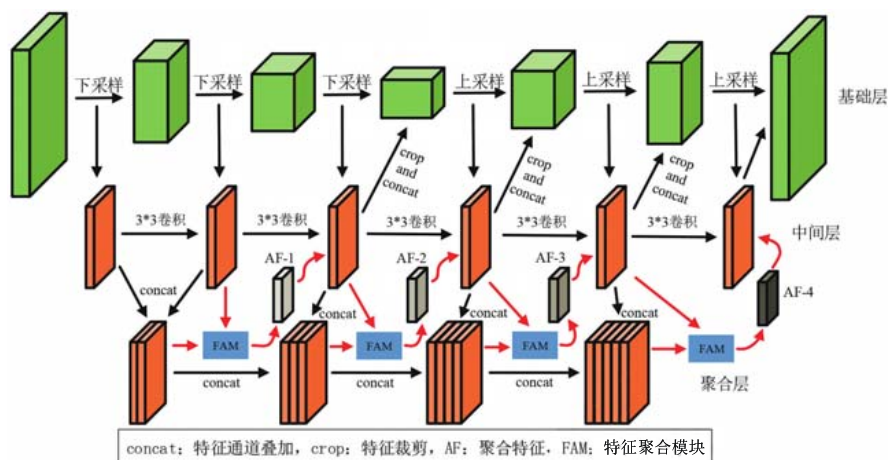 下采样
下采样
下采样
上采样
上采样
上采样
基础层
crop
and
concat
crop
and
concat
crop
and
concat
3*3卷积
3*3卷积
3*3卷积
3*3卷积
3*3卷积
中间层
AF-1
AF-2
AF-3
AF-4
concat
concat
concat
concat
concat
FAM
FAM
FAM
FAM
concat
concat
concat
聚合层
concat: 特征通道叠加, crop: 特征裁剪, AF: 聚合特征. FAM: 特征聚合模块